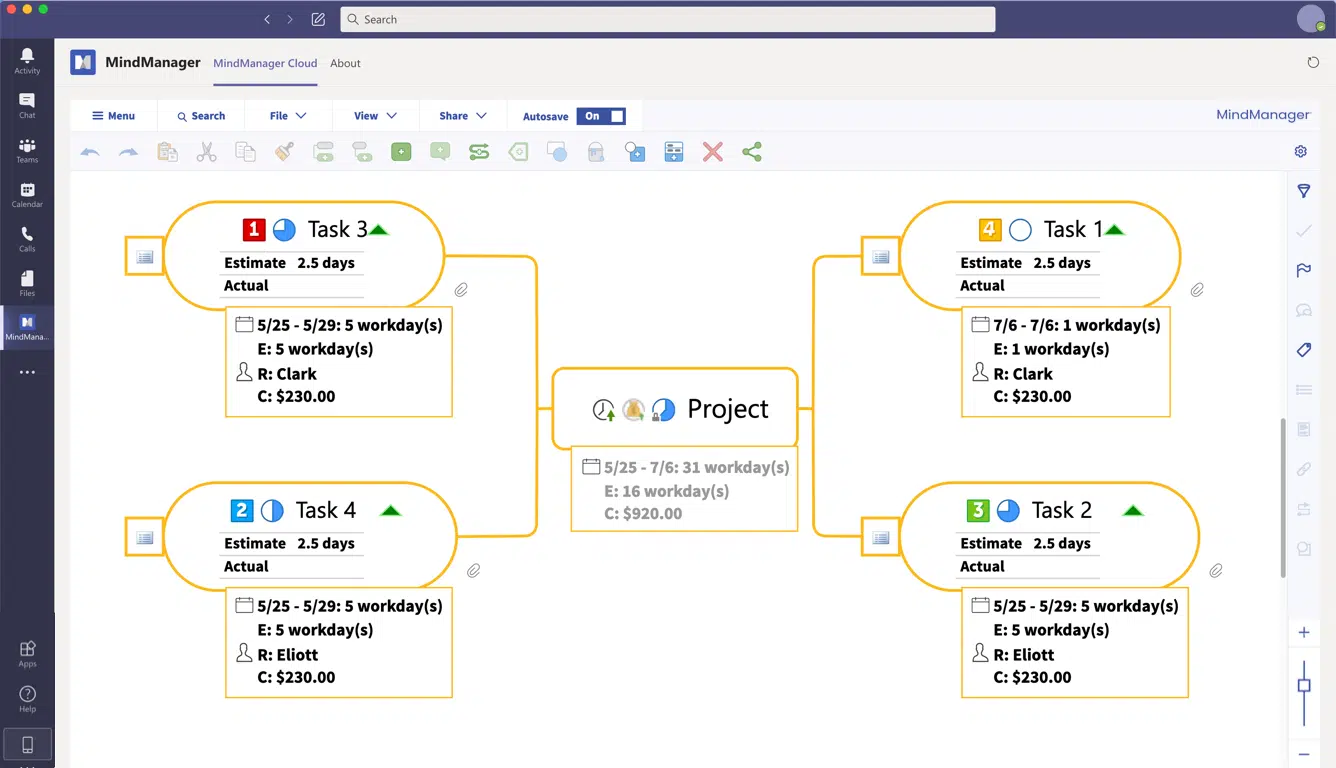 Search
Activity
Chat
Teams
Calendar
Calls
Files
MindMana...
Apps
Help
MindManager
MindManager Cloud
About
Menu
Search
File
View
Share
Autosave
On
MindManager
1 Task 3
Estimate 2.5 days
Actual
5/25 - 5/29: 5 workday(s)
E: 5 workday(s)
R: Clark
C: $230.00
4 Task 1
Estimate 2.5 days
Actual
7/6 - 7/6: 1 workday(s)
E: 1 workday(s)
R: Clark
C: $230.00
Project
5/25 - 7/6: 31 workday(s)
E: 16 workday(s)
C: $920.00
2 Task 4
Estimate 2.5 days
Actual
5/25 - 5/29: 5 workday(s)
E: 5 workday(s)
R: Eliott
C: $230.00
3 Task 2
Estimate 2.5 days
Actual
5/25 - 5/29: 5 workday(s)
E: 5 workday(s)
R: Eliott
C: $230.00